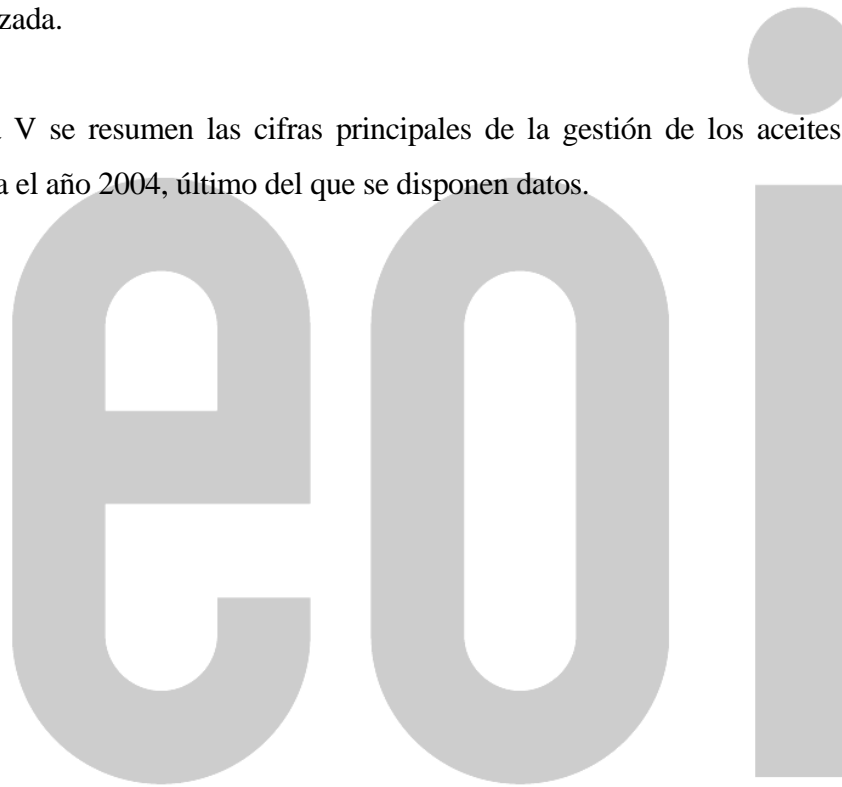 zada.
V se resumen las cifras principales de la gestión de los aceites
a el año 2004, último del que se disponen datos.
eoi